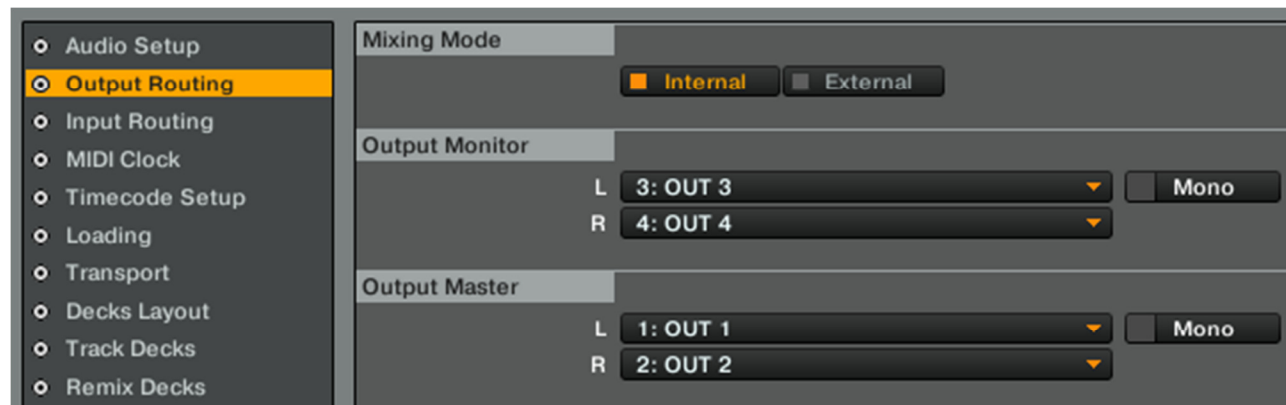 Audio Setup
Output Routing
Input Routing
MIDI Clock
Timecode Setup
Loading
Transport
Decks Layout
Track Decks
Remix Decks
Mixing Mode
Internal External
Output Monitor
L 3: OUT 3 Mono
R 4: OUT 4
Output Master
L 1: OUT 1 Mono
R 2: OUT 2